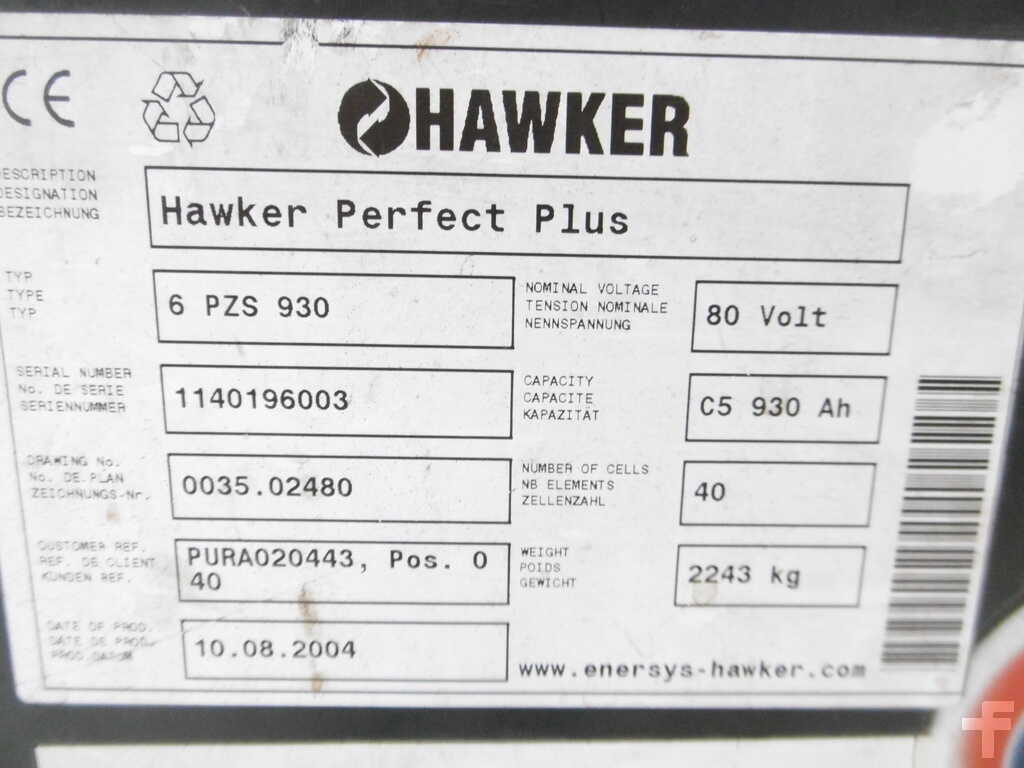 CE
HAWKER
DESCRIPTION
DESIGNATION
BEZEICHNUNG
Hawker Perfect Plus
TYP
TYPE
TYP
6 PZS 930
NOMINAL VOLTAGE
TENSION NOMINALE
NENNSPANNUNG
80 Volt
SERIAL NUMBER
No. DE SERIE
SERIENNUMMER
1140196003
CAPACITY
CAPACITE
KAPAZITÄT
C5 930 Ah
DRAWING No.
No. DE PLAN
ZEICHNUNGS-Nr.
0035.02480
NUMBER OF CELLS
NB ELEMENTS
ZELLENZAHL
40
CUSTOMER REF.
REF. DE CLIENT
KUNDEN REF.
PURA020443, Pos. 0
40
WEIGHT
POIDS
GEWICHT
2243 kg
DATE OF PROD.
DATE DE PROD.
PROD.DATUM
10.08.2004
www.enersys-hawker.com